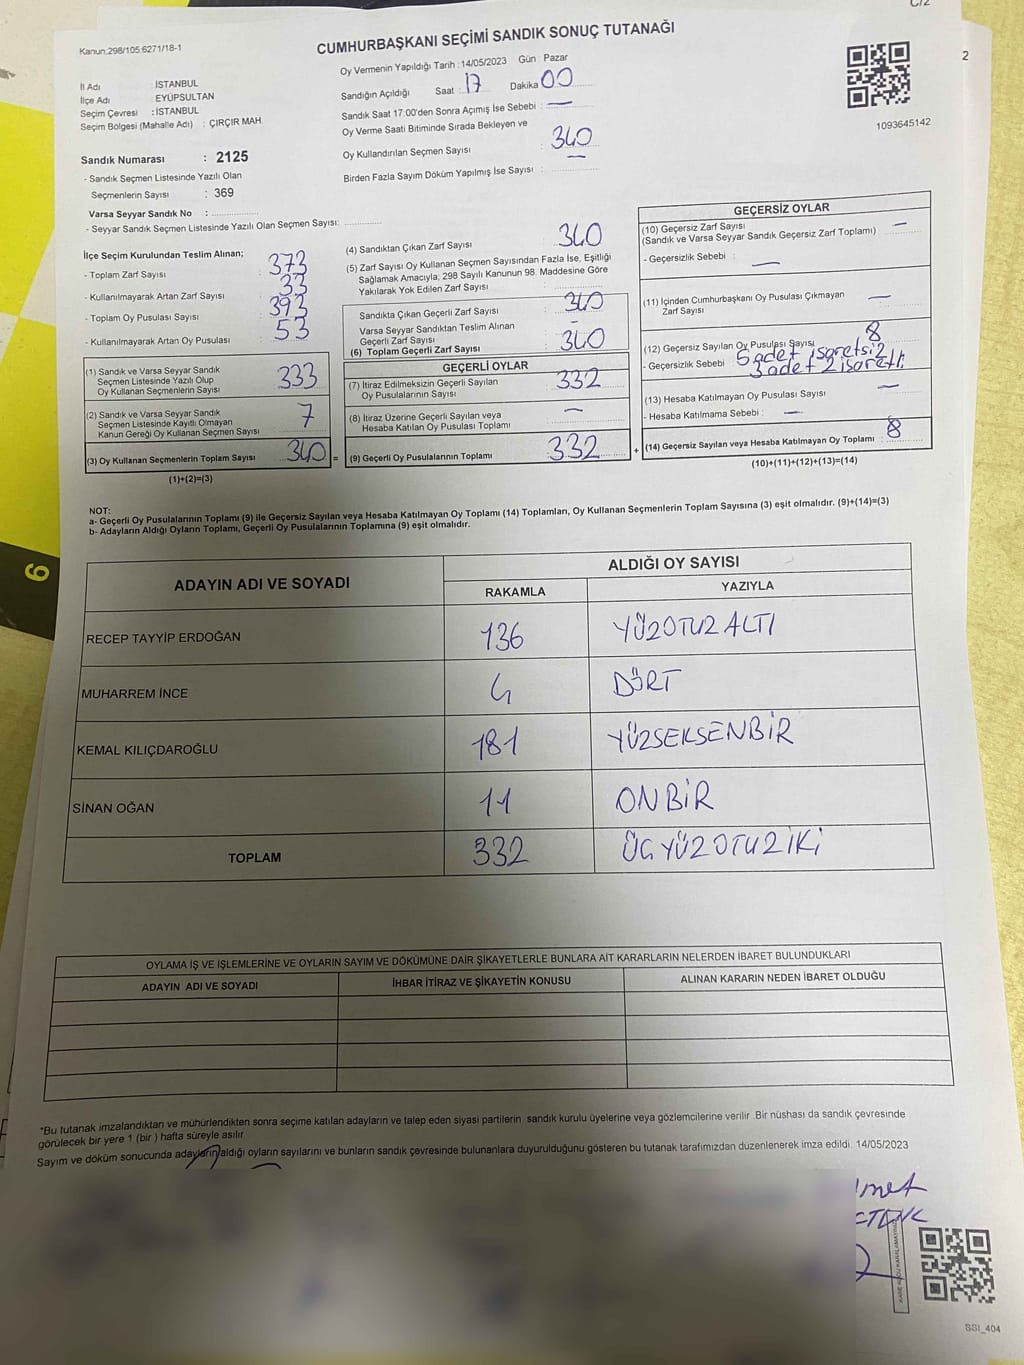 C/2
Kanun:298/105:6271/18-1
CUMHURBAŞKANI SEÇİMİ SANDIK SONUÇ TUTANAĞI
2
Oy Vermenin Yapıldığı Tarih : 14/05/2023 Gün : Pazar
İl Adı : İSTANBUL
İlçe Adı : EYÜPSULTAN
Seçim Çevresi : İSTANBUL
Seçim Bölgesi (Mahalle Adı) : ÇIRÇIR MAH.
Sandığın Açıldığı Saat : 17 Dakika 00
Sandık Saat 17:00'den Sonra Açımış İse Sebebi : —
Oy Verme Saati Bitiminde Sırada Bekleyen ve
Oy Kullandırılan Seçmen Sayısı : 340
Birden Fazla Sayım Döküm Yapılmış İse Sayısı : —
1093645142
Sandık Numarası : 2125
- Sandık Seçmen Listesinde Yazılı Olan
Seçmenlerin Sayısı : 369
Varsa Seyyar Sandık No :
- Seyyar Sandık Seçmen Listesinde Yazılı Olan Seçmen Sayısı:
İlçe Seçim Kurulundan Teslim Alınan;
- Toplam Zarf Sayısı : 373
- Kullanılmayarak Artan Zarf Sayısı : 33
- Toplam Oy Pusulası Sayısı : 393
- Kullanılmayarak Artan Oy Pusulası : 53
(1) Sandık ve Varsa Seyyar Sandık
Seçmen Listesinde Yazılı Olup
Oy Kullanan Seçmenlerin Sayısı 333
(2) Sandık ve Varsa Seyyar Sandık
Seçmen Listesinde Kayıtlı Olmayan
Kanun Gereği Oy Kullanan Seçmen Sayısı 7
(3) Oy Kullanan Seçmenlerin Toplam Sayısı 340 =
(1)+(2)=(3)
(4) Sandıktan Çıkan Zarf Sayısı : 340
(5) Zarf Sayısı Oy Kullanan Seçmen Sayısından Fazla İse, Eşitliği
Sağlamak Amacıyla, 298 Sayılı Kanunun 98. Maddesine Göre
Yakılarak Yok Edilen Zarf Sayısı :
Sandıkta Çıkan Geçerli Zarf Sayısı : 340
Varsa Seyyar Sandıktan Teslim Alınan
Geçerli Zarf Sayısı : -
(6) Toplam Geçerli Zarf Sayısı : 340
GEÇERLİ OYLAR
(7) İtiraz Edilmeksizin Geçerli Sayılan
Oy Pusulasının Sayısı 332
(8) İtiraz Üzerine Geçerli Sayılan veya
Hesaba Katılan Oy Pusulası Toplamı —
(9) Geçerli Oy Pusulalarının Toplamı 332 +
GEÇERSİZ OYLAR
(10) Geçersiz Zarf Sayısı
(Sandık ve Varsa Seyyar Sandık Geçersiz Zarf Toplamı) —
- Geçersizlik Sebebi : —
(11) İçinden Cumhurbaşkanı Oy Pusulası Çıkmayan
Zarf Sayısı —
(12) Geçersiz Sayılan Oy Pusulası Sayısı 8
- Geçersizlik Sebebi 5 adet işaretsiz
3 adet 2 işaretli
(13) Hesaba Katılmayan Oy Pusulası Sayısı —
- Hesaba Katılmama Sebebi : —
(14) Geçersiz Sayılan veya Hesaba Katılmayan Oy Toplamı : 8
(10)+(11)+(12)+(13)=(14)
NOT:
a- Geçerli Oy Pusulalarının Toplamı (9) ile Geçersiz Sayılan veya Hesaba Katılmayan Oy Toplamı (14) Toplamları, Oy Kullanan Seçmenlerin Toplam Sayısına (3) eşit olmalıdır. (9)+(14)=(3)
b- Adayların Aldığı Oyların Toplamı, Geçerli Oy Pusulalarının Toplamına (9) eşit olmalıdır.
ADAYIN ADI VE SOYADI
ALDIĞI OY SAYISI
RAKAMLA YAZIYLA
RECEP TAYYİP ERDOĞAN 136 YÜZOTUZ ALTI
MUHARREM İNCE 4 DÖRT
KEMAL KILIÇDAROĞLU 181 YÜZSEKSENBİR
SİNAN OĞAN 11 ONBİR
TOPLAM 332 ÜÇ YÜZ OTUZ İKİ
OYLAMA İŞ VE İŞLEMLERİNE VE OYLARIN SAYIM VE DÖKÜMÜNE DAİR ŞİKAYETLERLE BUNLARA AİT KARARLARIN NELERDEN İBARET BULUNDUKLARI
ADAYIN ADI VE SOYADI İHBAR İTİRAZ VE ŞİKAYETİN KONUSU ALINAN KARARIN NEDEN İBARET OLDUĞU
*Bu tutanak imzalandıktan ve mühürlendikten sonra seçime katılan adayların ve talep eden siyasi partilerin sandık kurulu üyelerine veya gözlemcilerine verilir .Bir nüshası da sandık çevresinde
görülecek bir yere 1 (bir ) hafta süreyle asılır.
Sayım ve döküm sonucunda adayların aldığı oyların sayılarını ve bunların sandık çevresinde bulunanlara duyurulduğunu gösteren bu tutanak tarafımızdan düzenlenerek imza edildi. 14/05/2023
SSI_404
9